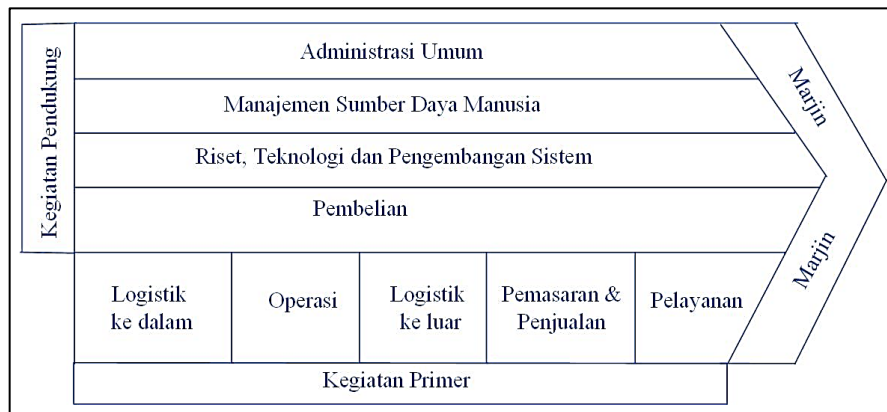 Kegiatan Pendukung
Administrasi Umum
Manajemen Sumber Daya Manusia
Riset, Teknologi dan Pengembangan Sistem
Pembelian
Marjin
Marjin
Logistik
ke dalam
Operasi
Logistik
ke luar
Pemasaran &
Penjualan
Pelayanan
Kegiatan Primer